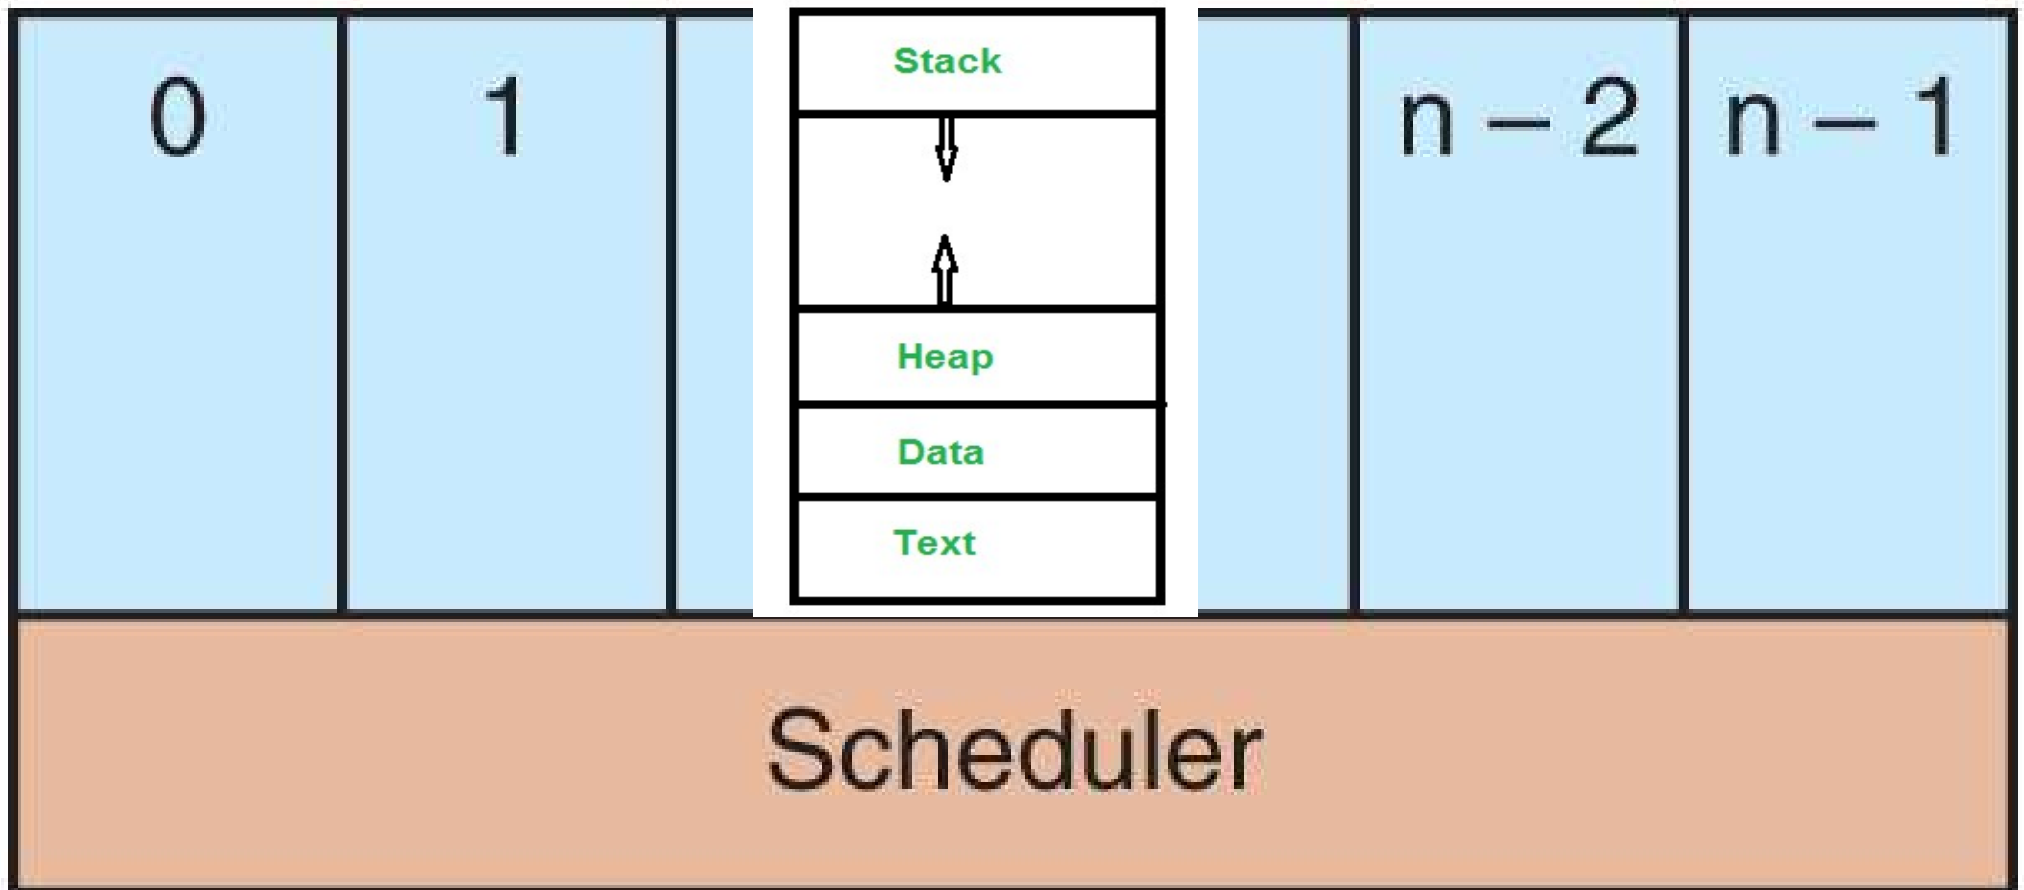 0
1
Stack
Heap
Data
Text
n – 2
n – 1
Scheduler